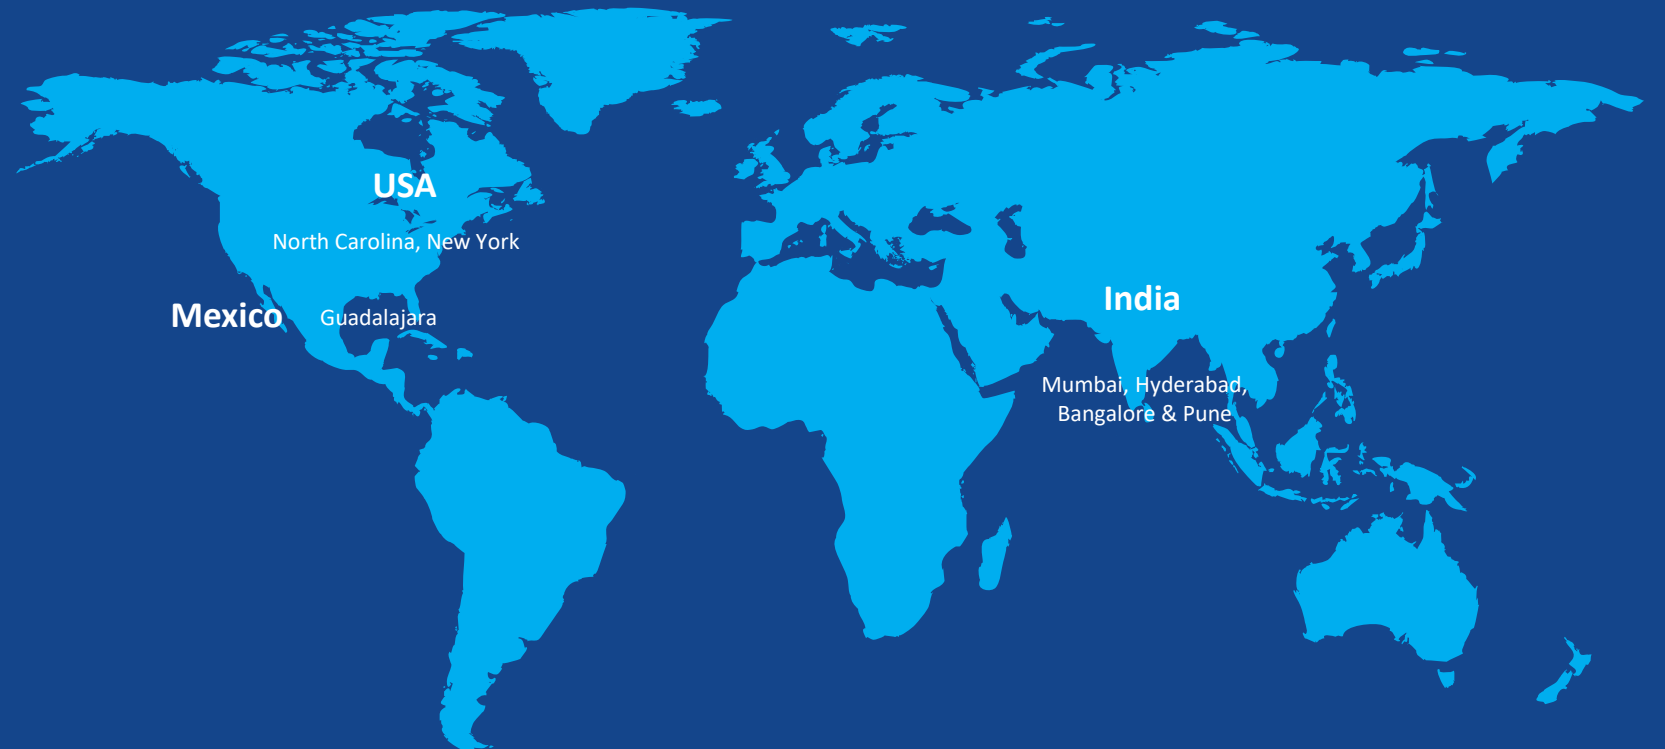 USA
North Carolina, New York
Mexico
Guadalajara
India
Mumbai, Hyderabad,
Bangalore & Pune